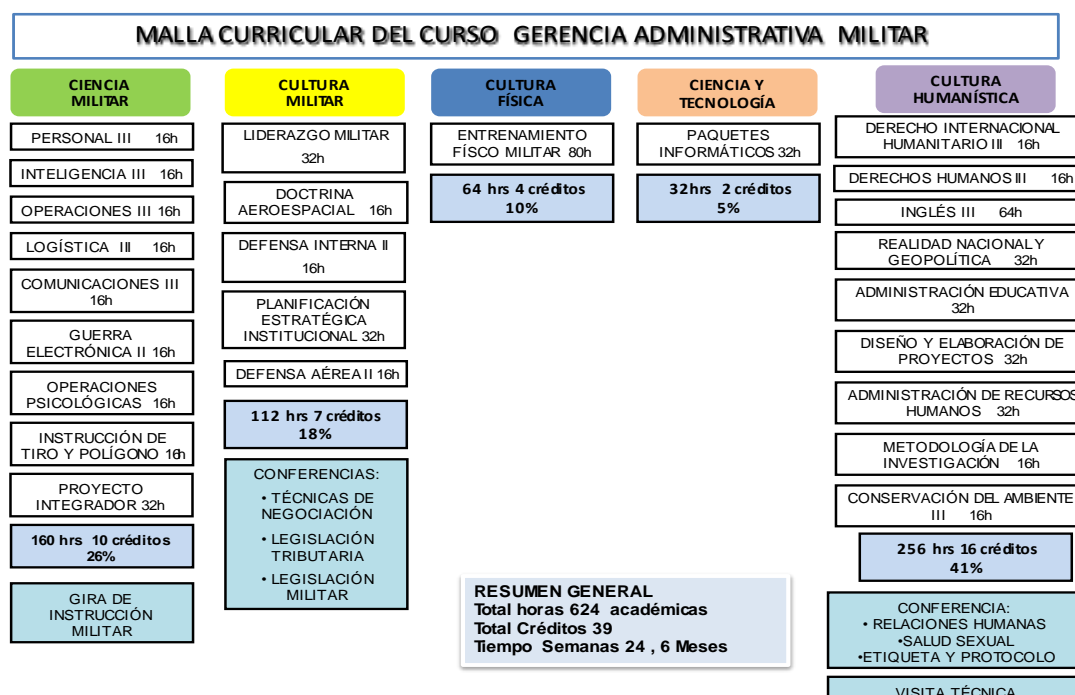 MALLA CURRICULAR DEL CURSO GERENCIA ADMINISTRATIVA MILITAR
CIENCIA
MILITAR
PERSONAL III 16h
INTELIGENCIA III 16h
OPERACIONES III 16h
LOGÍSTICA III 16h
COMUNICACIONES III
16h
GUERRA
ELECTRÓNICA II 16h
OPERACIONES
PSICOLÓGICAS 16h
INSTRUCCIÓN DE
TIRO Y POLÍGONO 16h
PROYECTO
INTEGRADOR 32h
160 hrs 10 créditos
26%
GIRA DE
INSTRUCCIÓN
MILITAR
CULTURA
MILITAR
LIDERAZGO MILITAR
32h
DOCTRINA
AEROESPACIAL 16h
DEFENSA INTERNA II
16h
PLANIFICACIÓN
ESTRATÉGICA
INSTITUCIONAL 32h
DEFENSA AÉREA II 16h
112 hrs 7 créditos
18%
CONFERENCIAS:
• TÉCNICAS DE
NEGOCIACIÓN
• LEGISLACIÓN
TRIBUTARIA
• LEGISLACIÓN
MILITAR
CULTURA
FÍSICA
ENTRENAMIENTO
FÍSCO MILITAR 80h
64 hrs 4 créditos
10%
CIENCIA Y
TECNOLOGÍA
PAQUETES
INFORMÁTICOS 32h
32hrs 2 créditos
5%
CULTURA
HUMANÍSTICA
DERECHO INTERNACIONAL
HUMANITARIO III 16h
DERECHOS HUMANOS III 16h
INGLÉS III 64h
REALIDAD NACIONAL Y
GEOPOLÍTICA 32h
ADMINISTRACIÓN EDUCATIVA
32h
DISEÑO Y ELABORACIÓN DE
PROYECTOS 32h
ADMINISTRACIÓN DE RECURSOS
HUMANOS 32h
METODOLOGÍA DE LA
INVESTIGACIÓN 16h
CONSERVACIÓN DEL AMBIENTE
III 16h
256 hrs 16 créditos
41%
CONFERENCIA:
• RELACIONES HUMANAS
•SALUD SEXUAL
•ETIQUETA Y PROTOCOLO
VISITA TÉCNICA
RESUMEN GENERAL
Total horas 624 académicas
Total Créditos 39
Tiempo Semanas 24 , 6 Meses